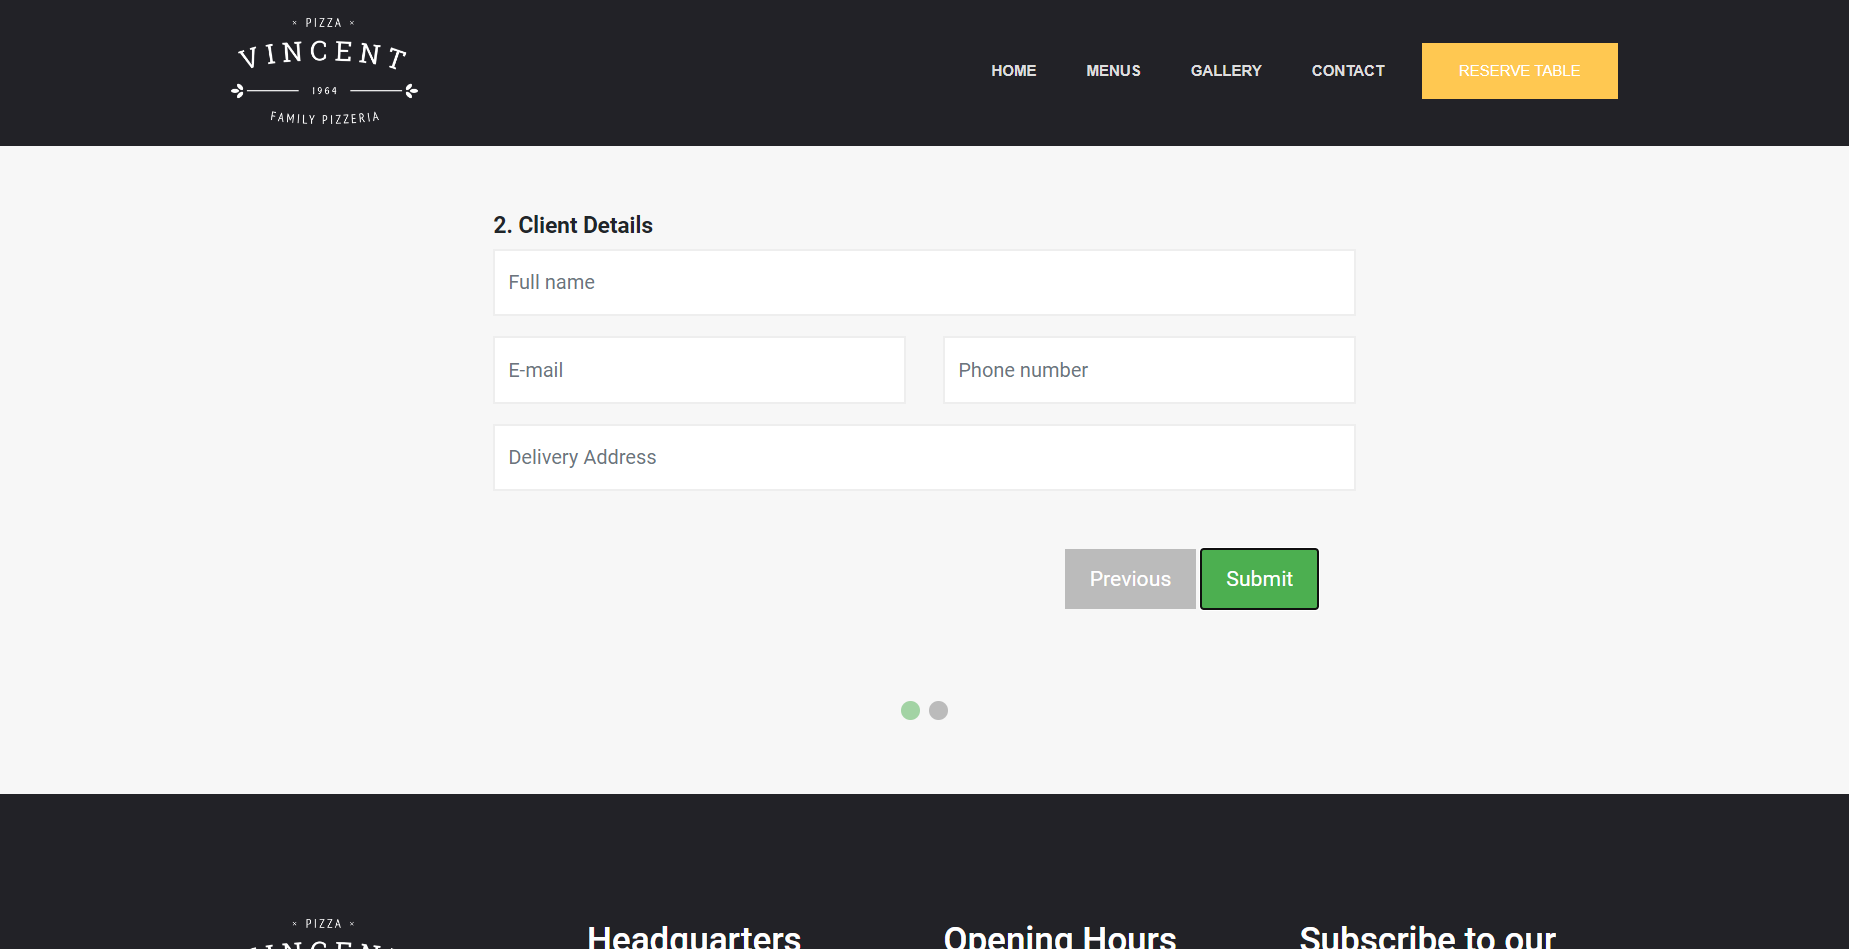 × PIZZA ×
VINCENT
1964
FAMILY PIZZERIA
HOME MENUS GALLERY CONTACT RESERVE TABLE
2. Client Details
Full name
E-mail Phone number
Delivery Address
Previous Submit
× PIZZA ×
VINCENT
Headquarters Opening Hours Subscribe to our